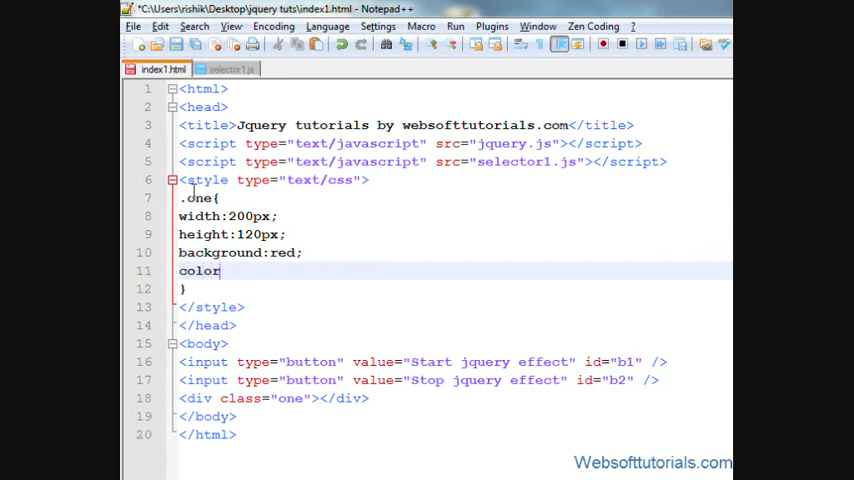 *C:\Users\rishik\Desktop\jquery tuts\index1.html - Notepad++
File Edit Search View Encoding Language Settings Macro Run Plugins Window Zen Coding ?
index1.html selector1.js
1 <html>
2 <head>
3 <title>Jquery tutorials by websofttutorials.com</title>
4 <script type="text/javascript" src="jquery.js"></script>
5 <script type="text/javascript" src="selector1.js"></script>
6 <style type="text/css">
7 .one{
8 width:200px;
9 height:120px;
10 background:red;
11 color
12 }
13 </style>
14 </head>
15 <body>
16 <input type="button" value="Start jquery effect" id="b1" />
17 <input type="button" value="Stop jquery effect" id="b2" />
18 <div class="one"></div>
19 </body>
20 </html>
Websofttutorials.com